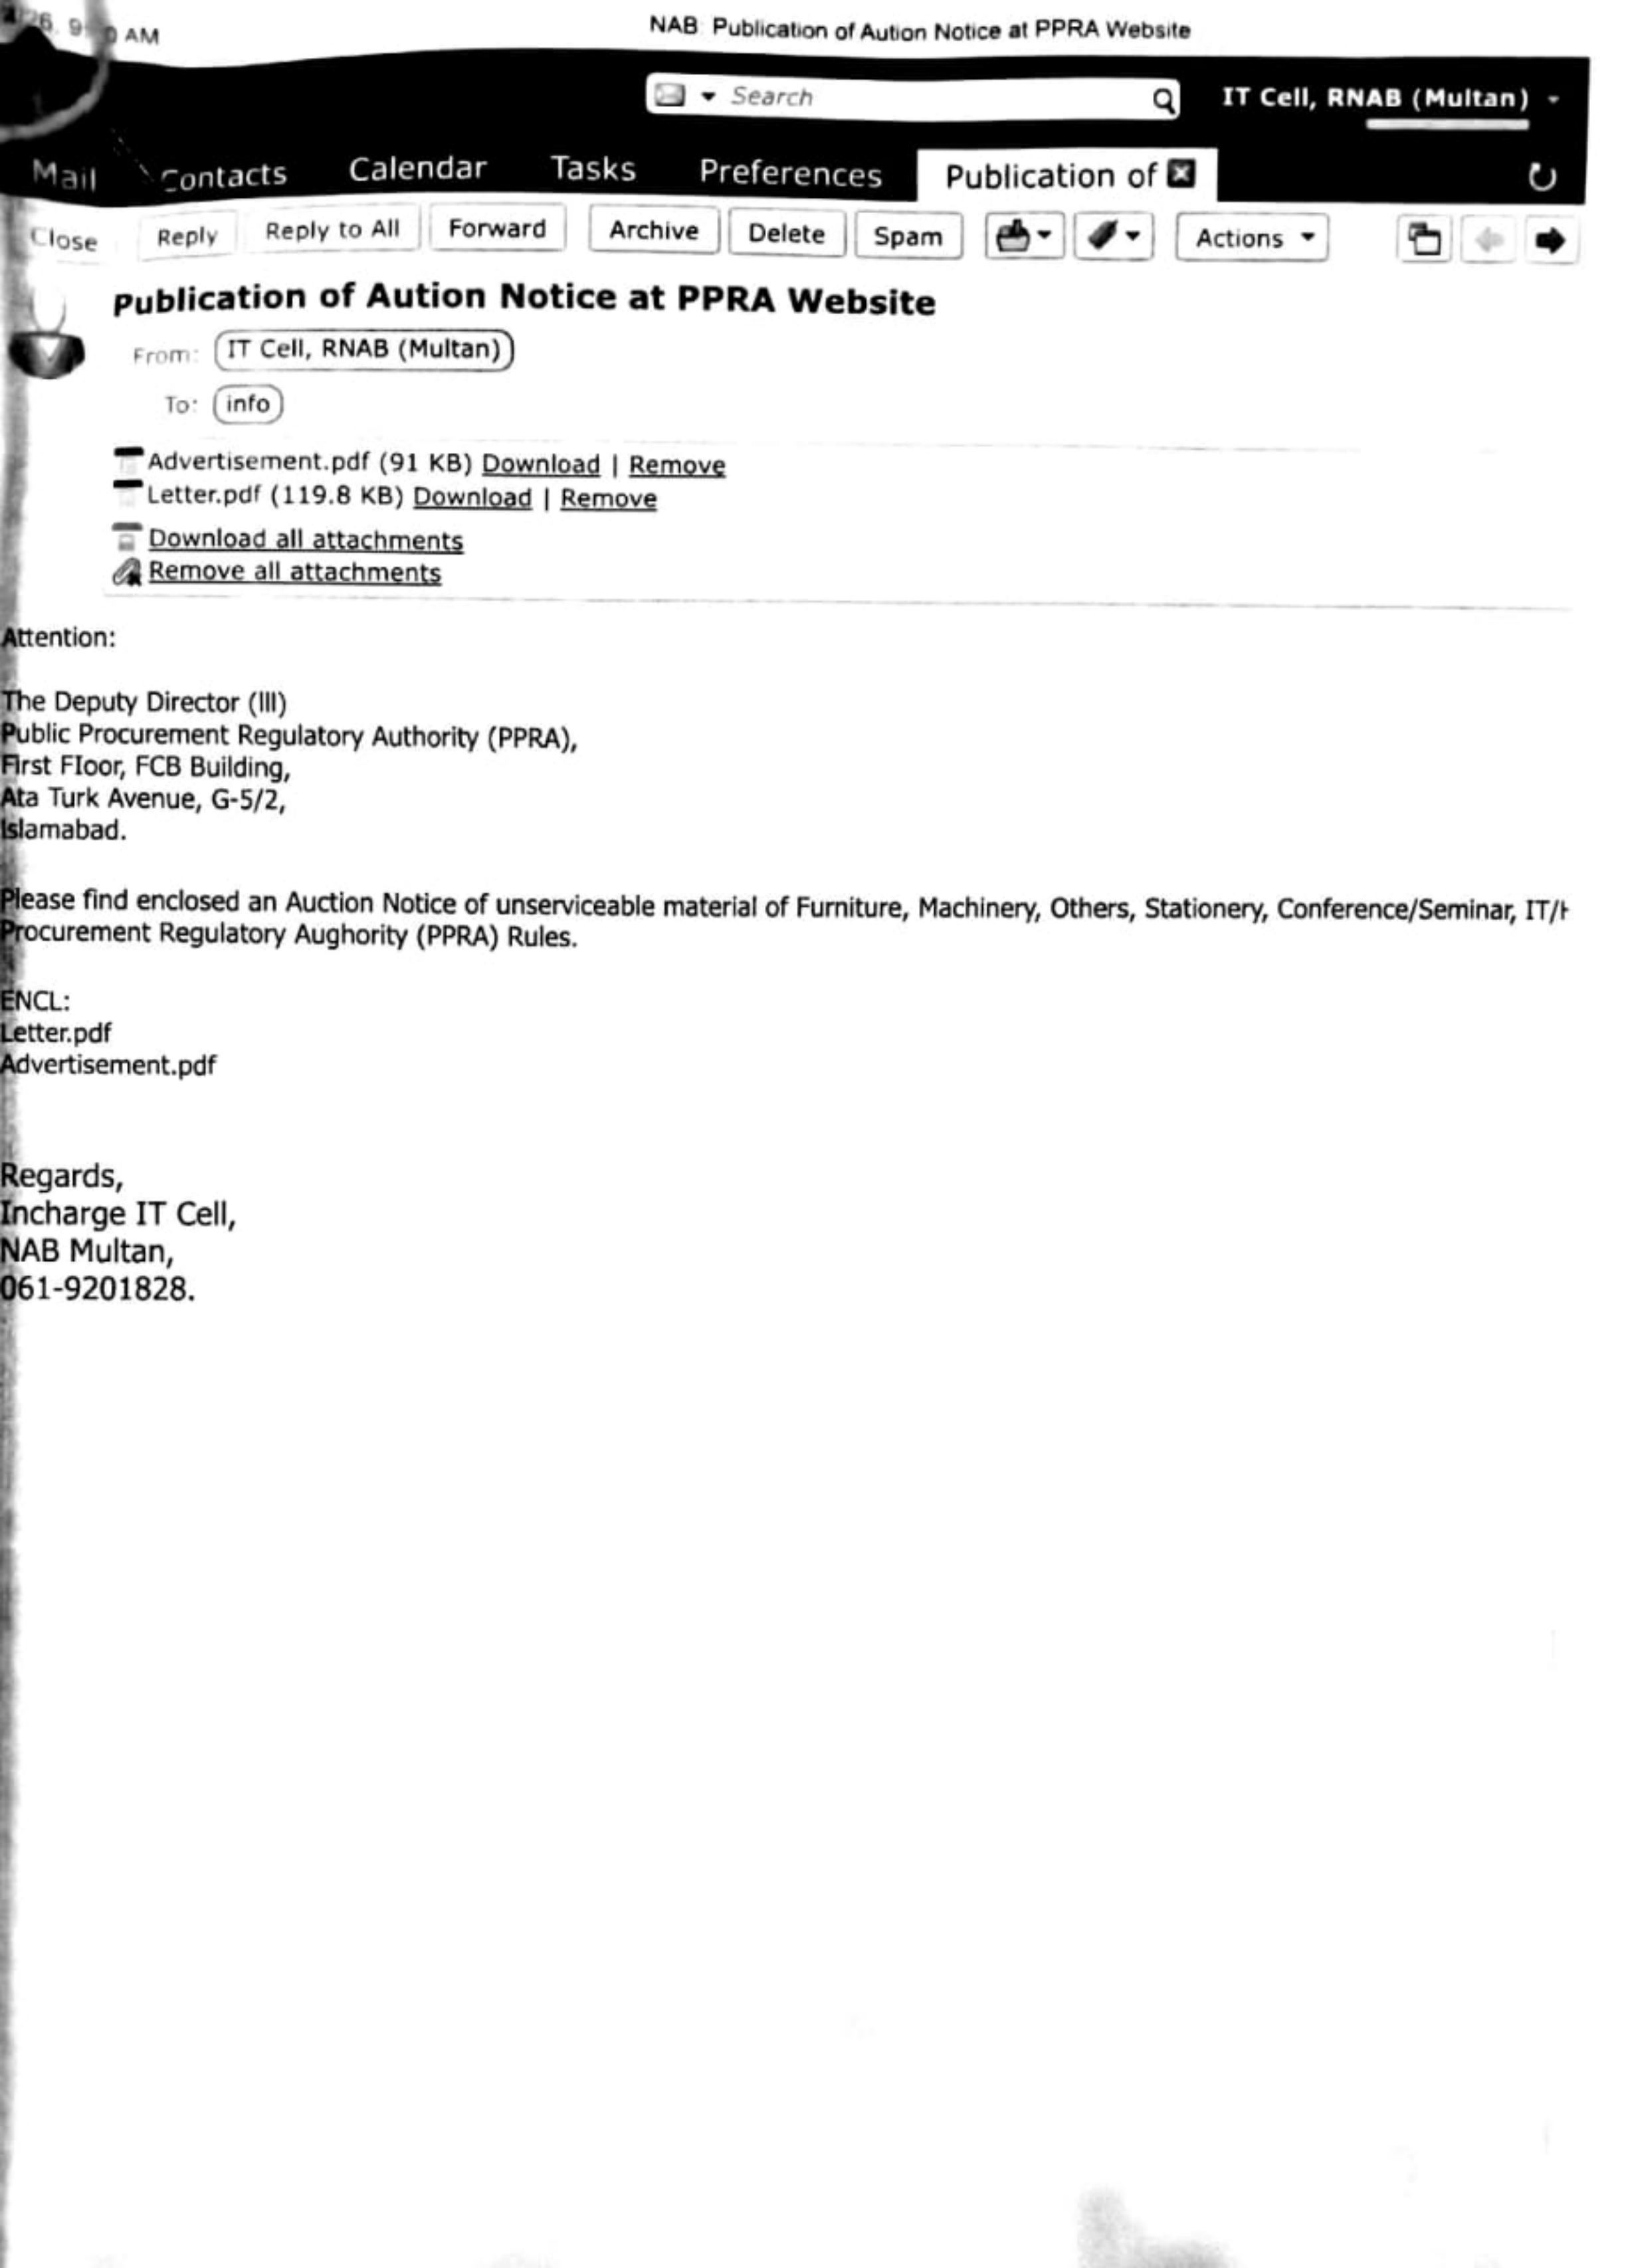 AM
NAB: Publication of Aution Notice at PPRA Website
Search
IT Cell, RNAB (Multan)
Mail Contacts Calendar Tasks Preferences Publication of
Close Reply Reply to All Forward Archive Delete Spam Actions
Publication of Aution Notice at PPRA Website
From: IT Cell, RNAB (Multan)
To: info
Advertisement.pdf (91 KB) Download | Remove
Letter.pdf (119.8 KB) Download | Remove
Download all attachments
Remove all attachments
Attention:
The Deputy Director (III)
Public Procurement Regulatory Authority (PPRA),
First FIoor, FCB Building,
Ata Turk Avenue, G-5/2,
Islamabad.
Please find enclosed an Auction Notice of unserviceable material of Furniture, Machinery, Others, Stationery, Conference/Seminar, IT/
Procurement Regulatory Aughority (PPRA) Rules.
ENCL:
Letter.pdf
Advertisement.pdf
Regards,
Incharge IT Cell,
NAB Multan,
061-9201828.